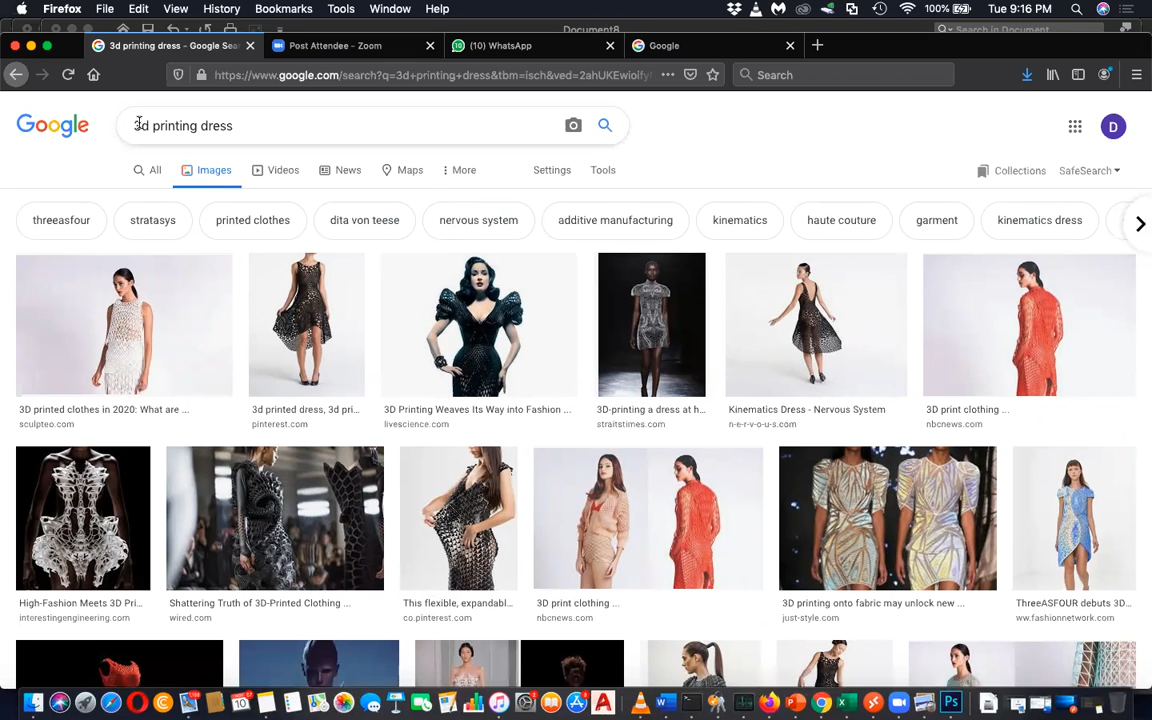 Firefox File Edit View History Bookmarks Tools Window Help 100% Tue 9:16 PM
Document8 Search in Document
3d printing dress - Google Sea Post Attendee - Zoom (10) WhatsApp Google
https://www.google.com/search?q=3d+printing+dress&tbm=isch&ved=2ahUKEwiolfy Search
Google 3d printing dress D
All Images Videos News Maps More Settings Tools Collections SafeSearch
threeasfour stratasys printed clothes dita von teese nervous system additive manufacturing kinematics haute couture garment kinematics dress
3D printed clothes in 2020: What are ... 3d printed dress, 3d pri... 3D Printing Weaves Its Way into Fashion ... 3D-printing a dress at h... Kinematics Dress - Nervous System 3D print clothing ...
sculpteo.com pinterest.com livescience.com straitstimes.com n-e-r-v-o-u-s.com nbcnews.com
High-Fashion Meets 3D Pri... Shattering Truth of 3D-Printed Clothing ... This flexible, expandabl... 3D print clothing ... 3D printing onto fabric may unlock new ... ThreeASFOUR debuts 3D...
interestingengineering.com wired.com co.pinterest.com nbcnews.com just-style.com ww.fashionnetwork.com